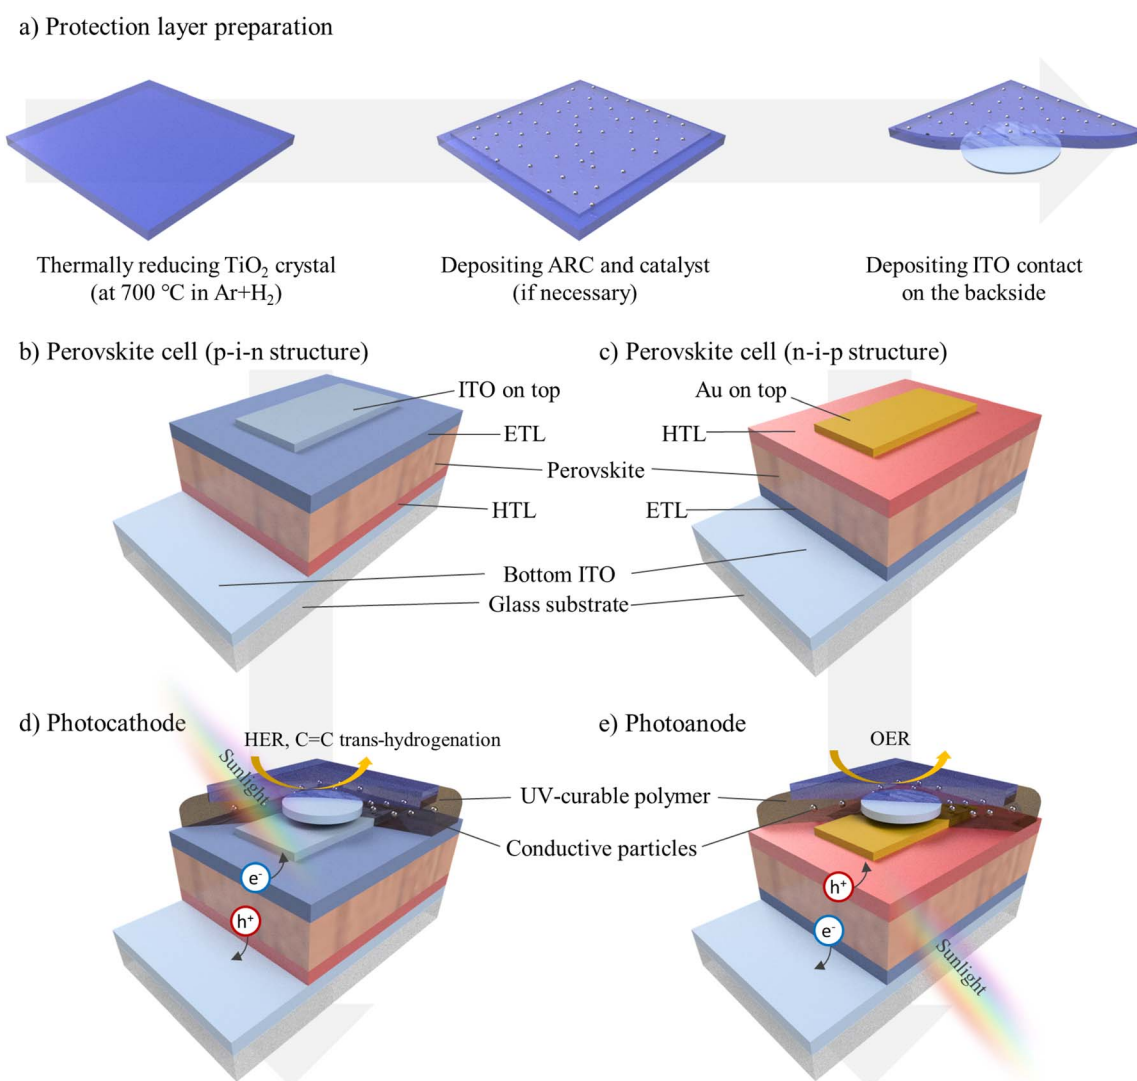 a) Protection layer preparation
Thermally reducing TiO₂ crystal
(at 700 °C in Ar+H₂)
Depositing ARC and catalyst
(if necessary)
Depositing ITO contact
on the backside
b) Perovskite cell (p-i-n structure)
c) Perovskite cell (n-i-p structure)
ITO on top
Au on top
ETL
HTL
Perovskite
HTL
ETL
Bottom ITO
Glass substrate
d) Photocathode
e) Photoanode
HER, C=C trans-hydrogenation
OER
Sunlight
UV-curable polymer
Conductive particles
e⁻
h⁺
h⁺
e⁻
Sunlight